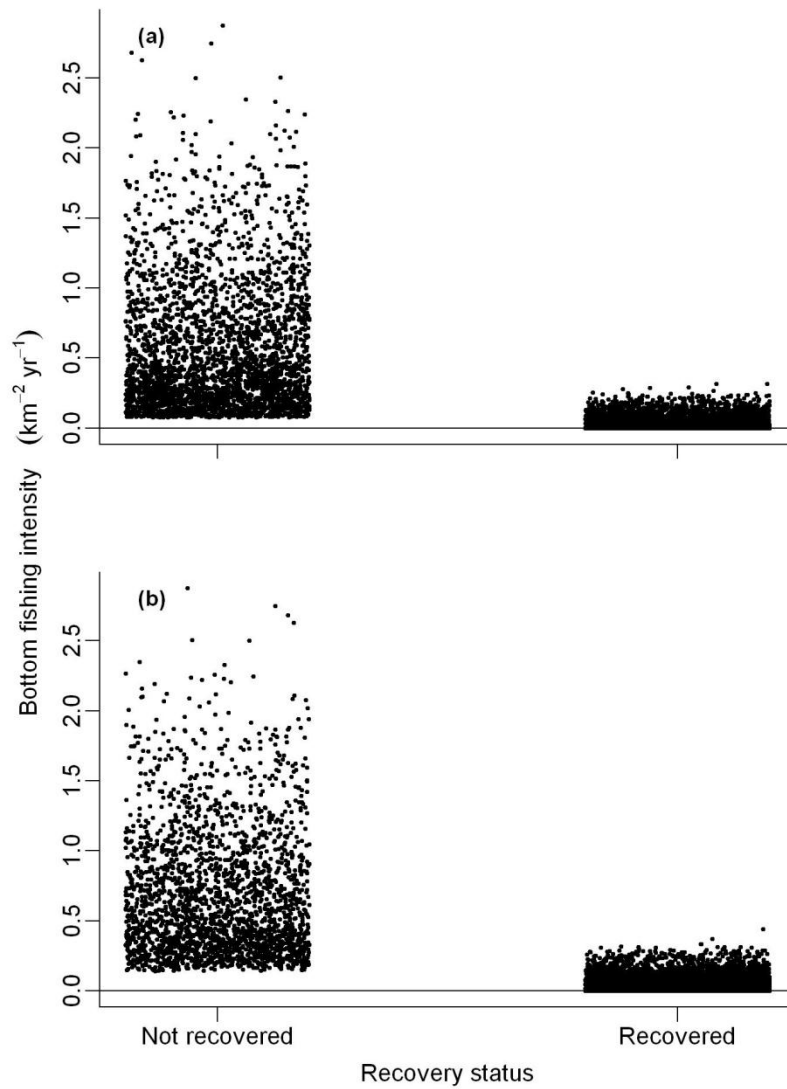 (a)
2.5
2.0
1.5
1.0
0.5
0.0
Bottom fishing intensity (km⁻² yr⁻¹)
(b)
2.5
2.0
1.5
1.0
0.5
0.0
Not recovered Recovered
Recovery status